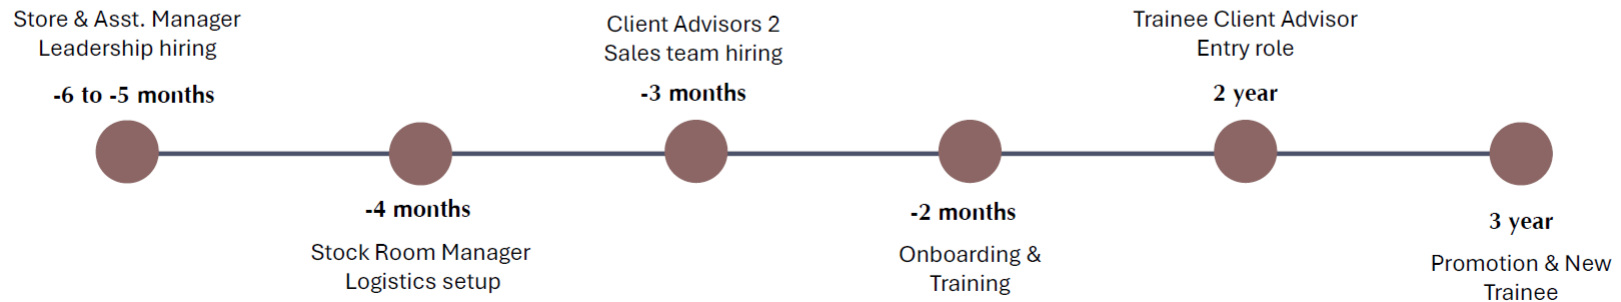 Store & Asst. Manager
Leadership hiring
-6 to -5 months
-4 months
Stock Room Manager
Logistics setup
Client Advisors 2
Sales team hiring
-3 months
-2 months
Onboarding &
Training
Trainee Client Advisor
Entry role
2 year
3 year
Promotion & New
Trainee